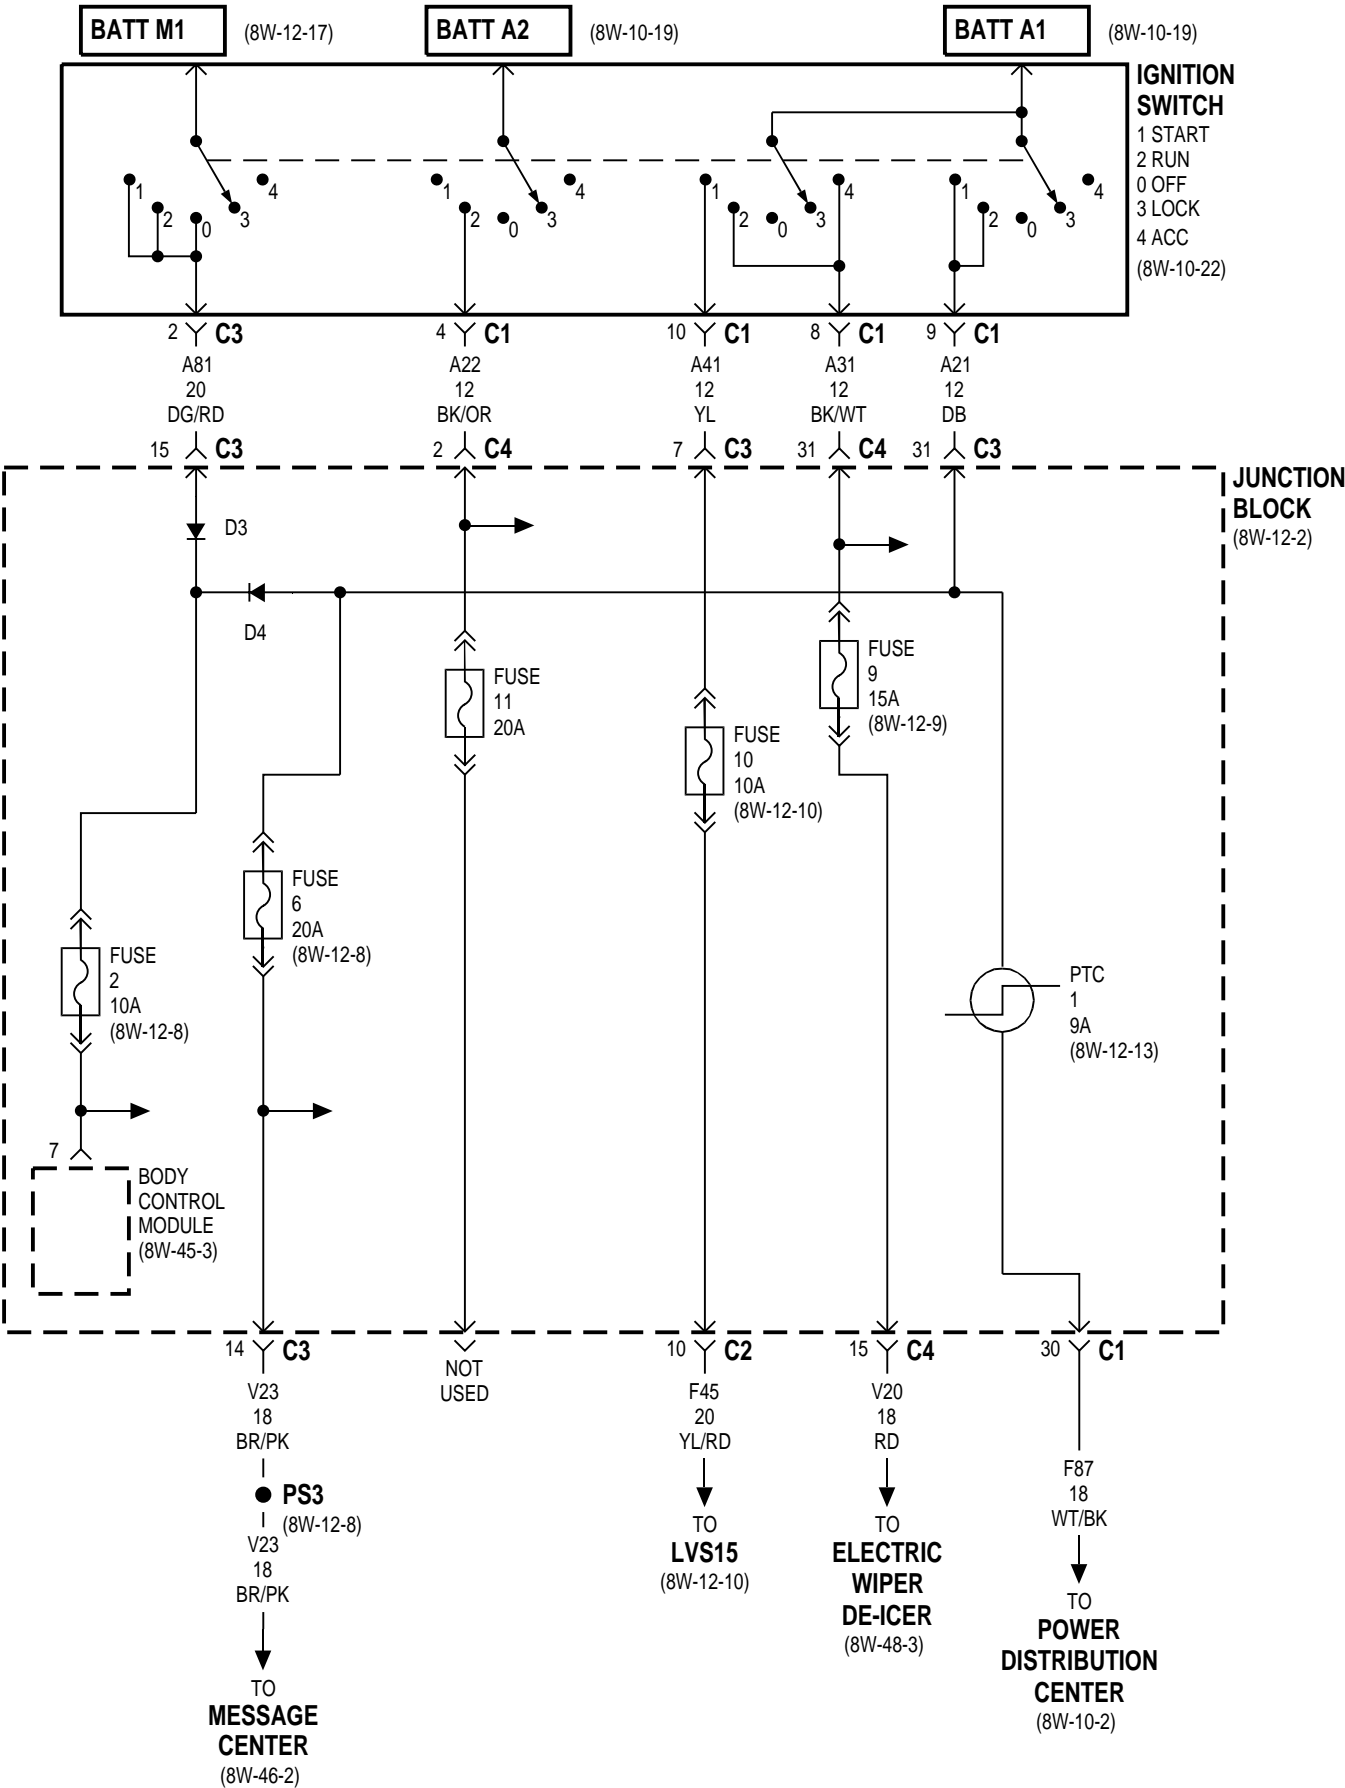 BATT M1 (8W-12-17) BATT A2 (8W-10-19) BATT A1 (8W-10-19)
IGNITION
SWITCH
1 START
2 RUN
0 OFF
3 LOCK
4 ACC
(8W-10-22)
1 2 0 3 4
1 2 0 3 4
1 2 0 3 4
1 2 0 3 4
2 C3 4 C1 10 C1 8 C1 9 C1
A81 A22 A41 A31 A21
20 12 12 12 12
DG/RD BK/OR YL BK/WT DB
15 C3 2 C4 7 C3 31 C4 31 C3
JUNCTION
BLOCK
(8W-12-2)
D3
D4
FUSE
9
15A
(8W-12-9)
FUSE
11
20A
FUSE
10
10A
(8W-12-10)
FUSE
6
20A
(8W-12-8)
FUSE
2
10A
(8W-12-8)
PTC
1
9A
(8W-12-13)
7
BODY
CONTROL
MODULE
(8W-45-3)
14 C3
V23
18
BR/PK
PS3
(8W-12-8)
V23
18
BR/PK
TO
MESSAGE
CENTER
(8W-46-2)
NOT
USED
10 C2
F45
20
YL/RD
TO
LVS15
(8W-12-10)
15 C4
V20
18
RD
TO
ELECTRIC
WIPER
DE-ICER
(8W-48-3)
30 C1
F87
18
WT/BK
TO
POWER
DISTRIBUTION
CENTER
(8W-10-2)